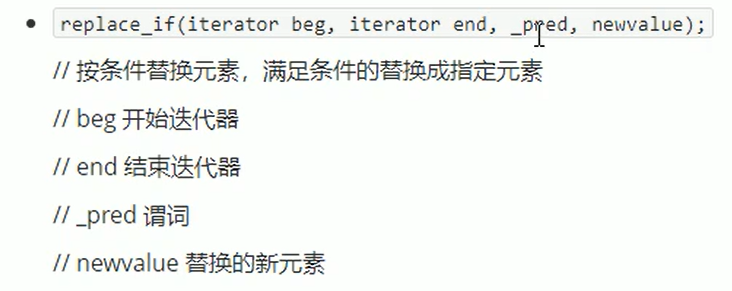 replace_if(iterator beg, iterator end, _pred, newvalue);
// 按条件替换元素，满足条件的替换成指定元素
// beg 开始迭代器
// end 结束迭代器
// _pred 谓词
// newvalue 替换的新元素